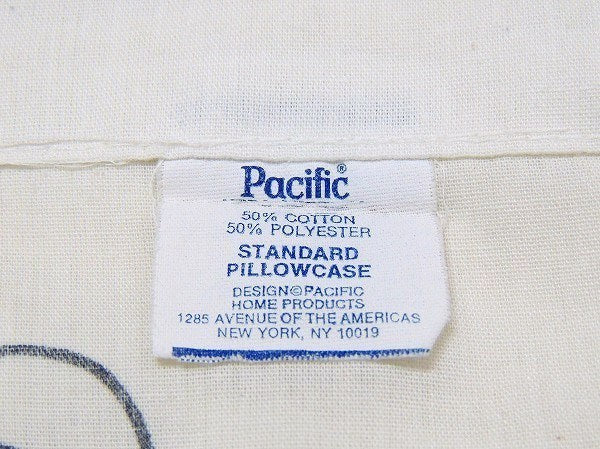 Pacific®
50% COTTON
50% POLYESTER
STANDARD
PILLOWCASE
DESIGN©PACIFIC
HOME PRODUCTS
1285 AVENUE OF THE AMERICAS
NEW YORK, NY 10019